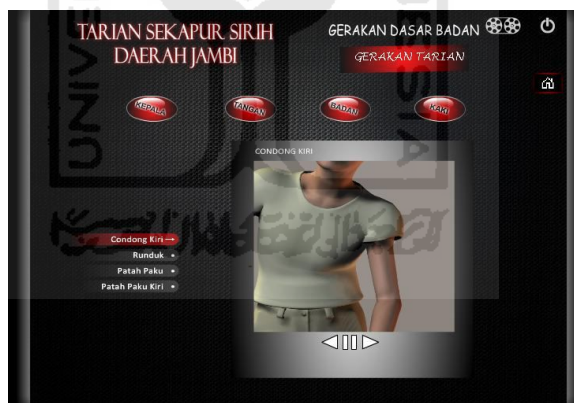 TARIAN SEKAPUR SIRIH
DAERAH JAMBI
GERAKAN DASAR BADAN
GERAKAN TARIAN
KEPALA
TANGAN
BADAN
KAKI
CONDONG KIRI
Condong Kiri
Runduk
Patah Paku
Patah Paku Kiri